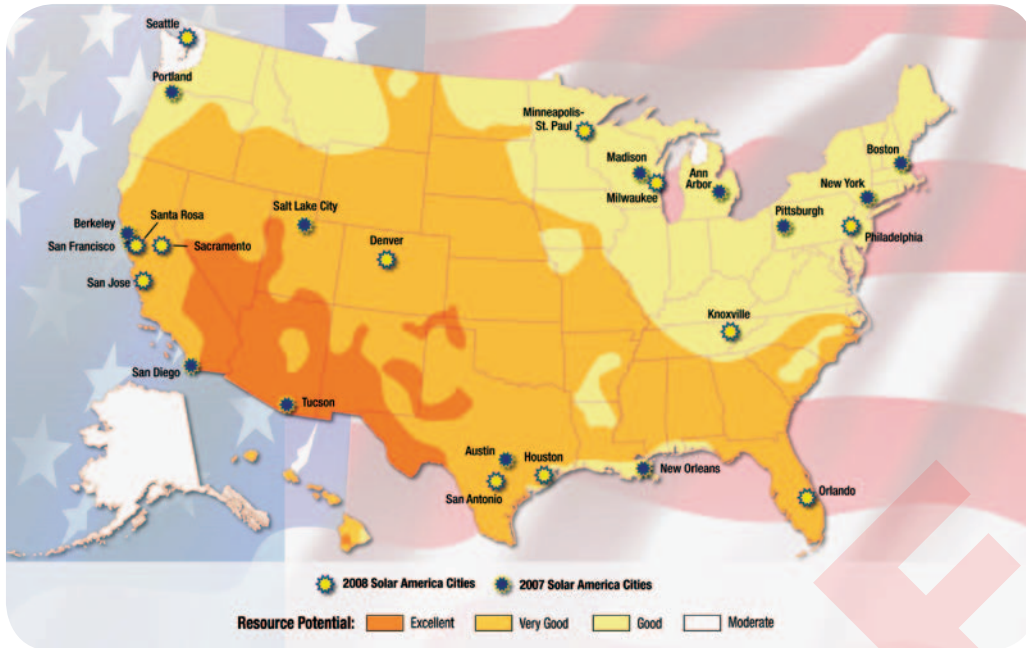 Seattle
Portland
Minneapolis-
St. Paul
Madison
Milwaukee
Ann
Arbor
Boston
New York
Pittsburgh
Philadelphia
Berkeley
Santa Rosa
San Francisco
Sacramento
Salt Lake City
Denver
San Jose
Knoxville
San Diego
Tucson
Austin
Houston
San Antonio
New Orleans
Orlando
2008 Solar America Cities
2007 Solar America Cities
Resource Potential: Excellent Very Good Good Moderate